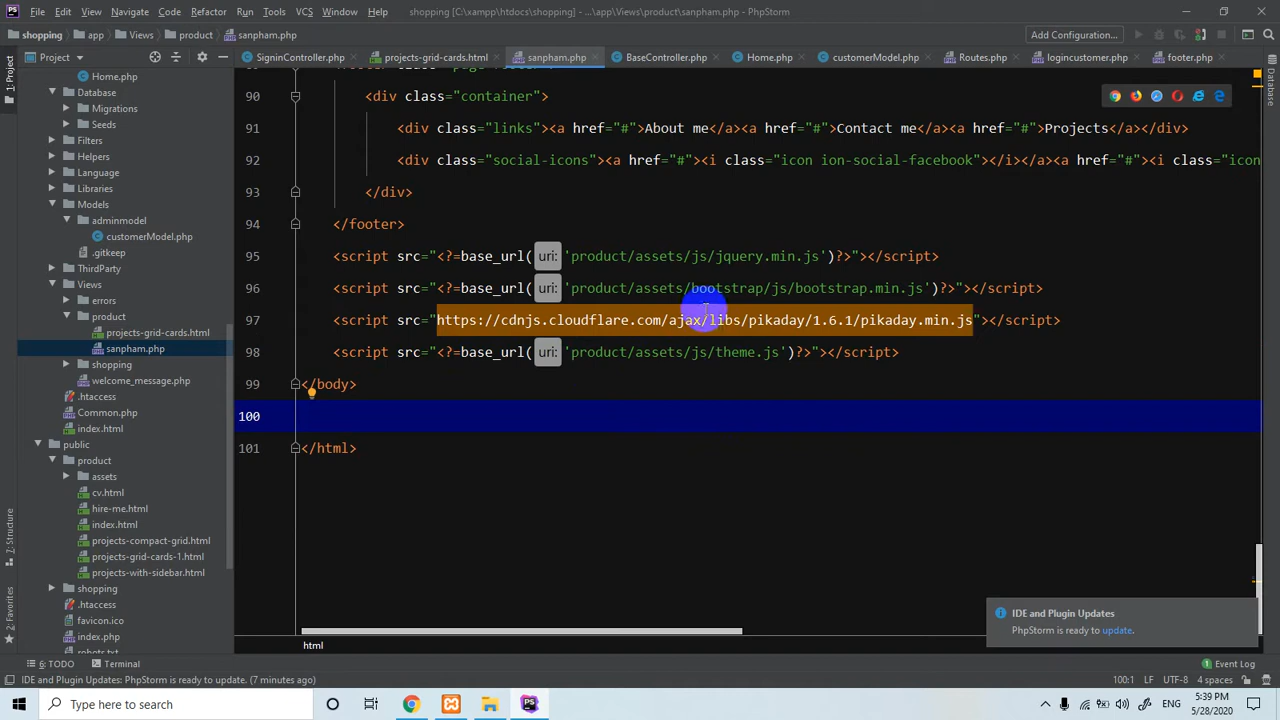 File Edit View Navigate Code Refactor Run Tools VCS Window Help shopping [C:\xampp\htdocs\shopping] - ...\app\Views\product\sanpham.php - PhpStorm
shopping app Views product sanpham.php Add Configuration...
Project SigninController.php projects-grid-cards.html sanpham.php BaseController.php Home.php customerModel.php Routes.php logincustomer.php footer.php
1: Project
7: Structure
2: Favorites
Database
Home.php
Database
Migrations
Seeds
Filters
Helpers
Language
Libraries
Models
adminmodel
customerModel.php
.gitkeep
ThirdParty
Views
errors
product
projects-grid-cards.html
sanpham.php
shopping
welcome_message.php
.htaccess
Common.php
index.html
public
product
assets
cv.html
hire-me.html
index.html
projects-compact-grid.html
projects-grid-cards-1.html
projects-with-sidebar.html
shopping
.htaccess
favicon.ico
index.php
robots.txt
90 <div class="container">
91 <div class="links"><a href="#">About me</a><a href="#">Contact me</a><a href="#">Projects</a></div>
92 <div class="social-icons"><a href="#"><i class="icon ion-social-facebook"></i></a><a href="#"><i class="icon
93 </div>
94 </footer>
95 <script src="<?=base_url( uri: 'product/assets/js/jquery.min.js')?>"></script>
96 <script src="<?=base_url( uri: 'product/assets/bootstrap/js/bootstrap.min.js')?>"></script>
97 <script src="https://cdnjs.cloudflare.com/ajax/libs/pikaday/1.6.1/pikaday.min.js"></script>
98 <script src="<?=base_url( uri: 'product/assets/js/theme.js')?>"></script>
99 </body>
100
101 </html>
IDE and Plugin Updates
PhpStorm is ready to update.
html
6: TODO Terminal 1 Event Log
IDE and Plugin Updates: PhpStorm is ready to update. (7 minutes ago) 100:1 LF UTF-8 4 spaces
Type here to search PS ENG 5:39 PM
5/28/2020